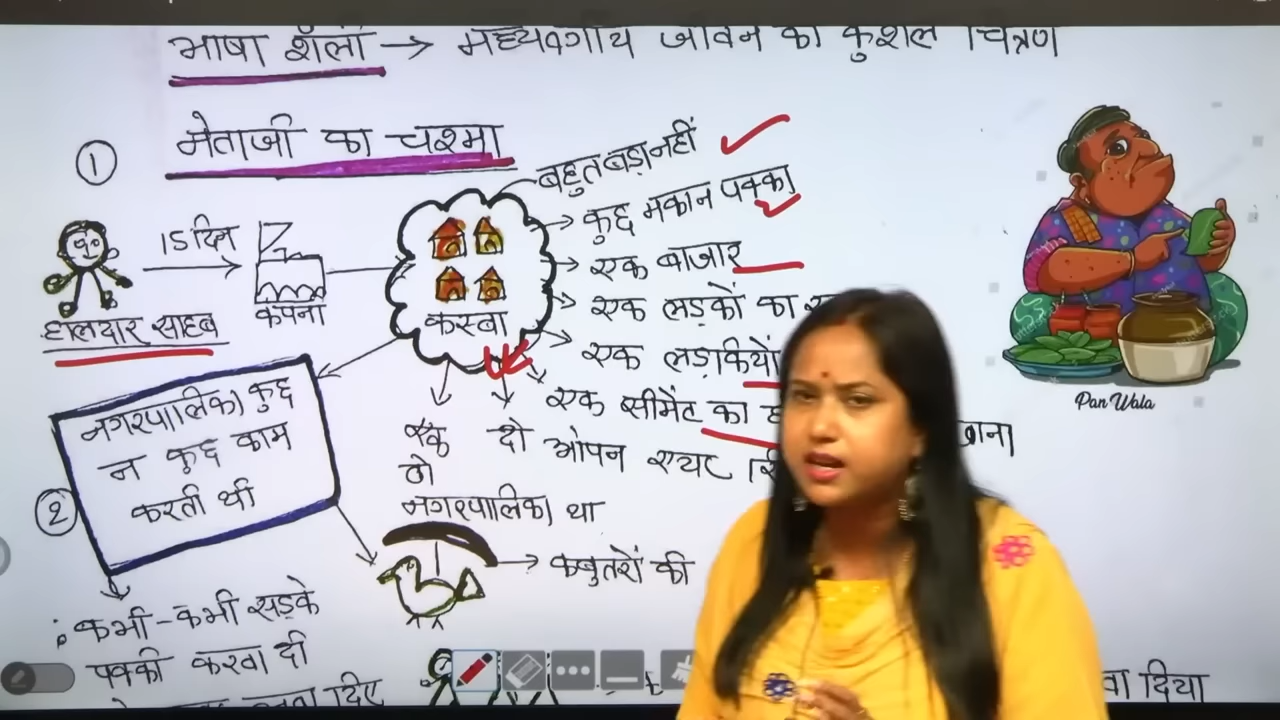 भाषा शैली → मध्यवर्गीय जीवन का कुशल चित्रण
① नेताजी का चश्मा
बहुत बड़ा नहीं
कुछ मकान पक्का
15 दिन
एक बाजार
कंपनी
कस्बा
एक लड़कों का
हालदार साहब
एक लड़कियों
एक सीमेंट का
दो ओपन एयर
नगरपालिका था
Pan Wala
②
नगरपालिका कुछ
न कुछ काम
करती थी
कबुतरों की
कभी-कभी सड़के
पक्की करवा दी
दिए
वा दिया